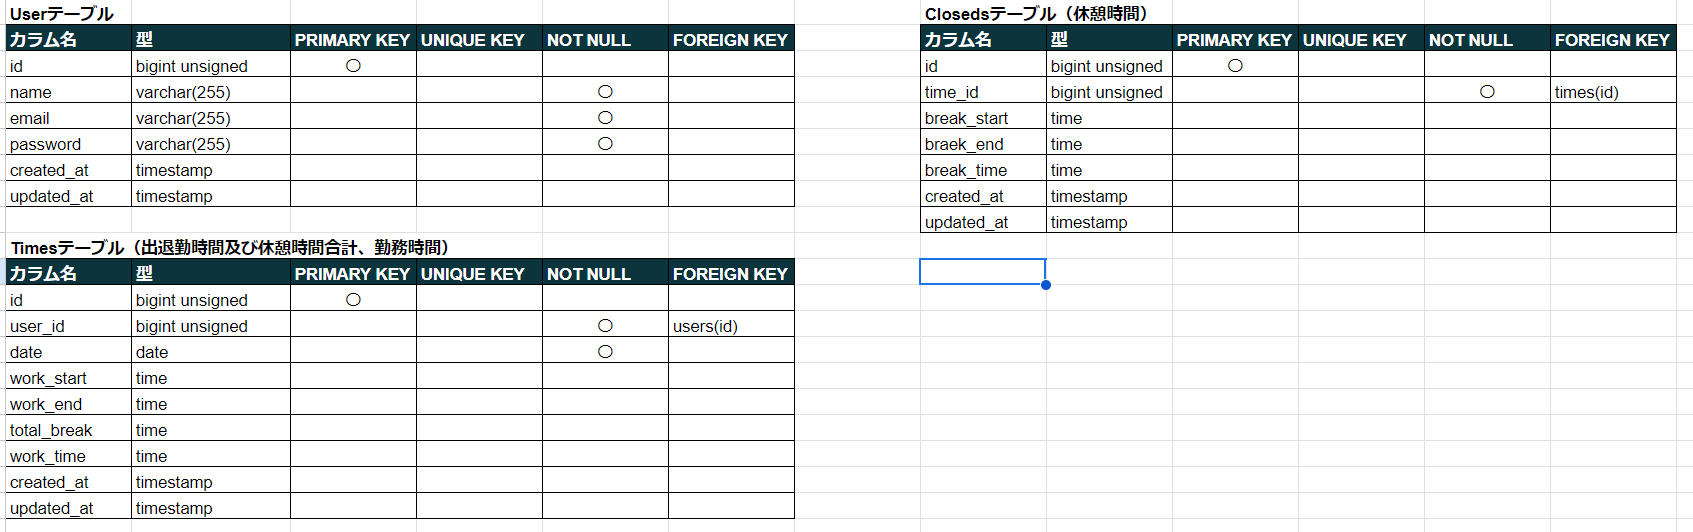 Userテーブル
カラム名 型 PRIMARY KEY UNIQUE KEY NOT NULL FOREIGN KEY
id bigint unsigned ○
name varchar(255) ○
email varchar(255) ○
password varchar(255) ○
created_at timestamp
updated_at timestamp
Timesテーブル（出退勤時間及び休憩時間合計、勤務時間）
カラム名 型 PRIMARY KEY UNIQUE KEY NOT NULL FOREIGN KEY
id bigint unsigned ○
user_id bigint unsigned ○ users(id)
date date ○
work_start time
work_end time
total_break time
work_time time
created_at timestamp
updated_at timestamp
Closedsテーブル（休憩時間）
カラム名 型 PRIMARY KEY UNIQUE KEY NOT NULL FOREIGN KEY
id bigint unsigned ○
time_id bigint unsigned ○ times(id)
break_start time
braek_end time
break_time time
created_at timestamp
updated_at timestamp